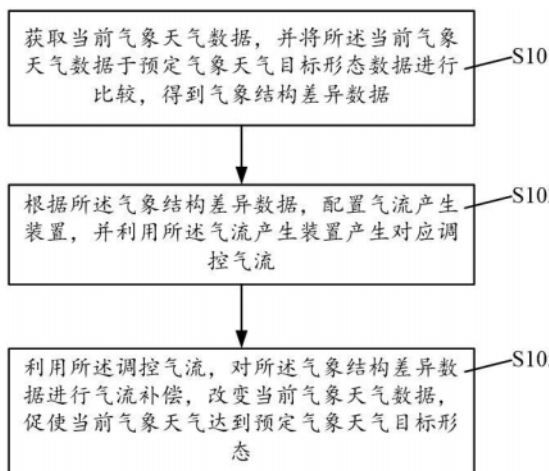 获取当前气象天气数据，并将所述当前气象
天气数据于预定气象天气目标形态数据进行
比较，得到气象结构差异数据
S10
根据所述气象结构差异数据，配置气流产生
装置，并利用所述气流产生装置产生对应调
控气流
S10
利用所述调控气流，对所述气象结构差异数
据进行气流补偿，改变当前气象天气数据，
促使当前气象天气达到预定气象天气目标形
态
S10